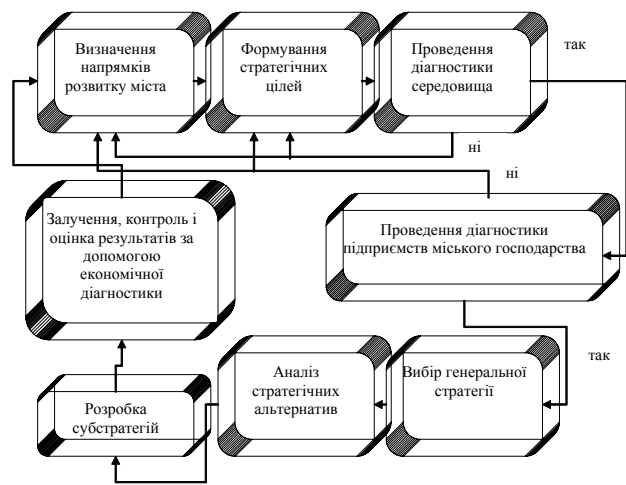 Визначення
напрямків
розвитку міста
Формування
стратегічних
цілей
Проведення
діагностики
середовища
так
ні
ні
Залучення, контроль і
оцінка результатів за
допомогою
економічної
діагностики
Проведення діагностики
підприємств міського господарства
так
Вибір генеральної
стратегії
Аналіз
стратегічних
альтернатив
Розробка
субстратегій